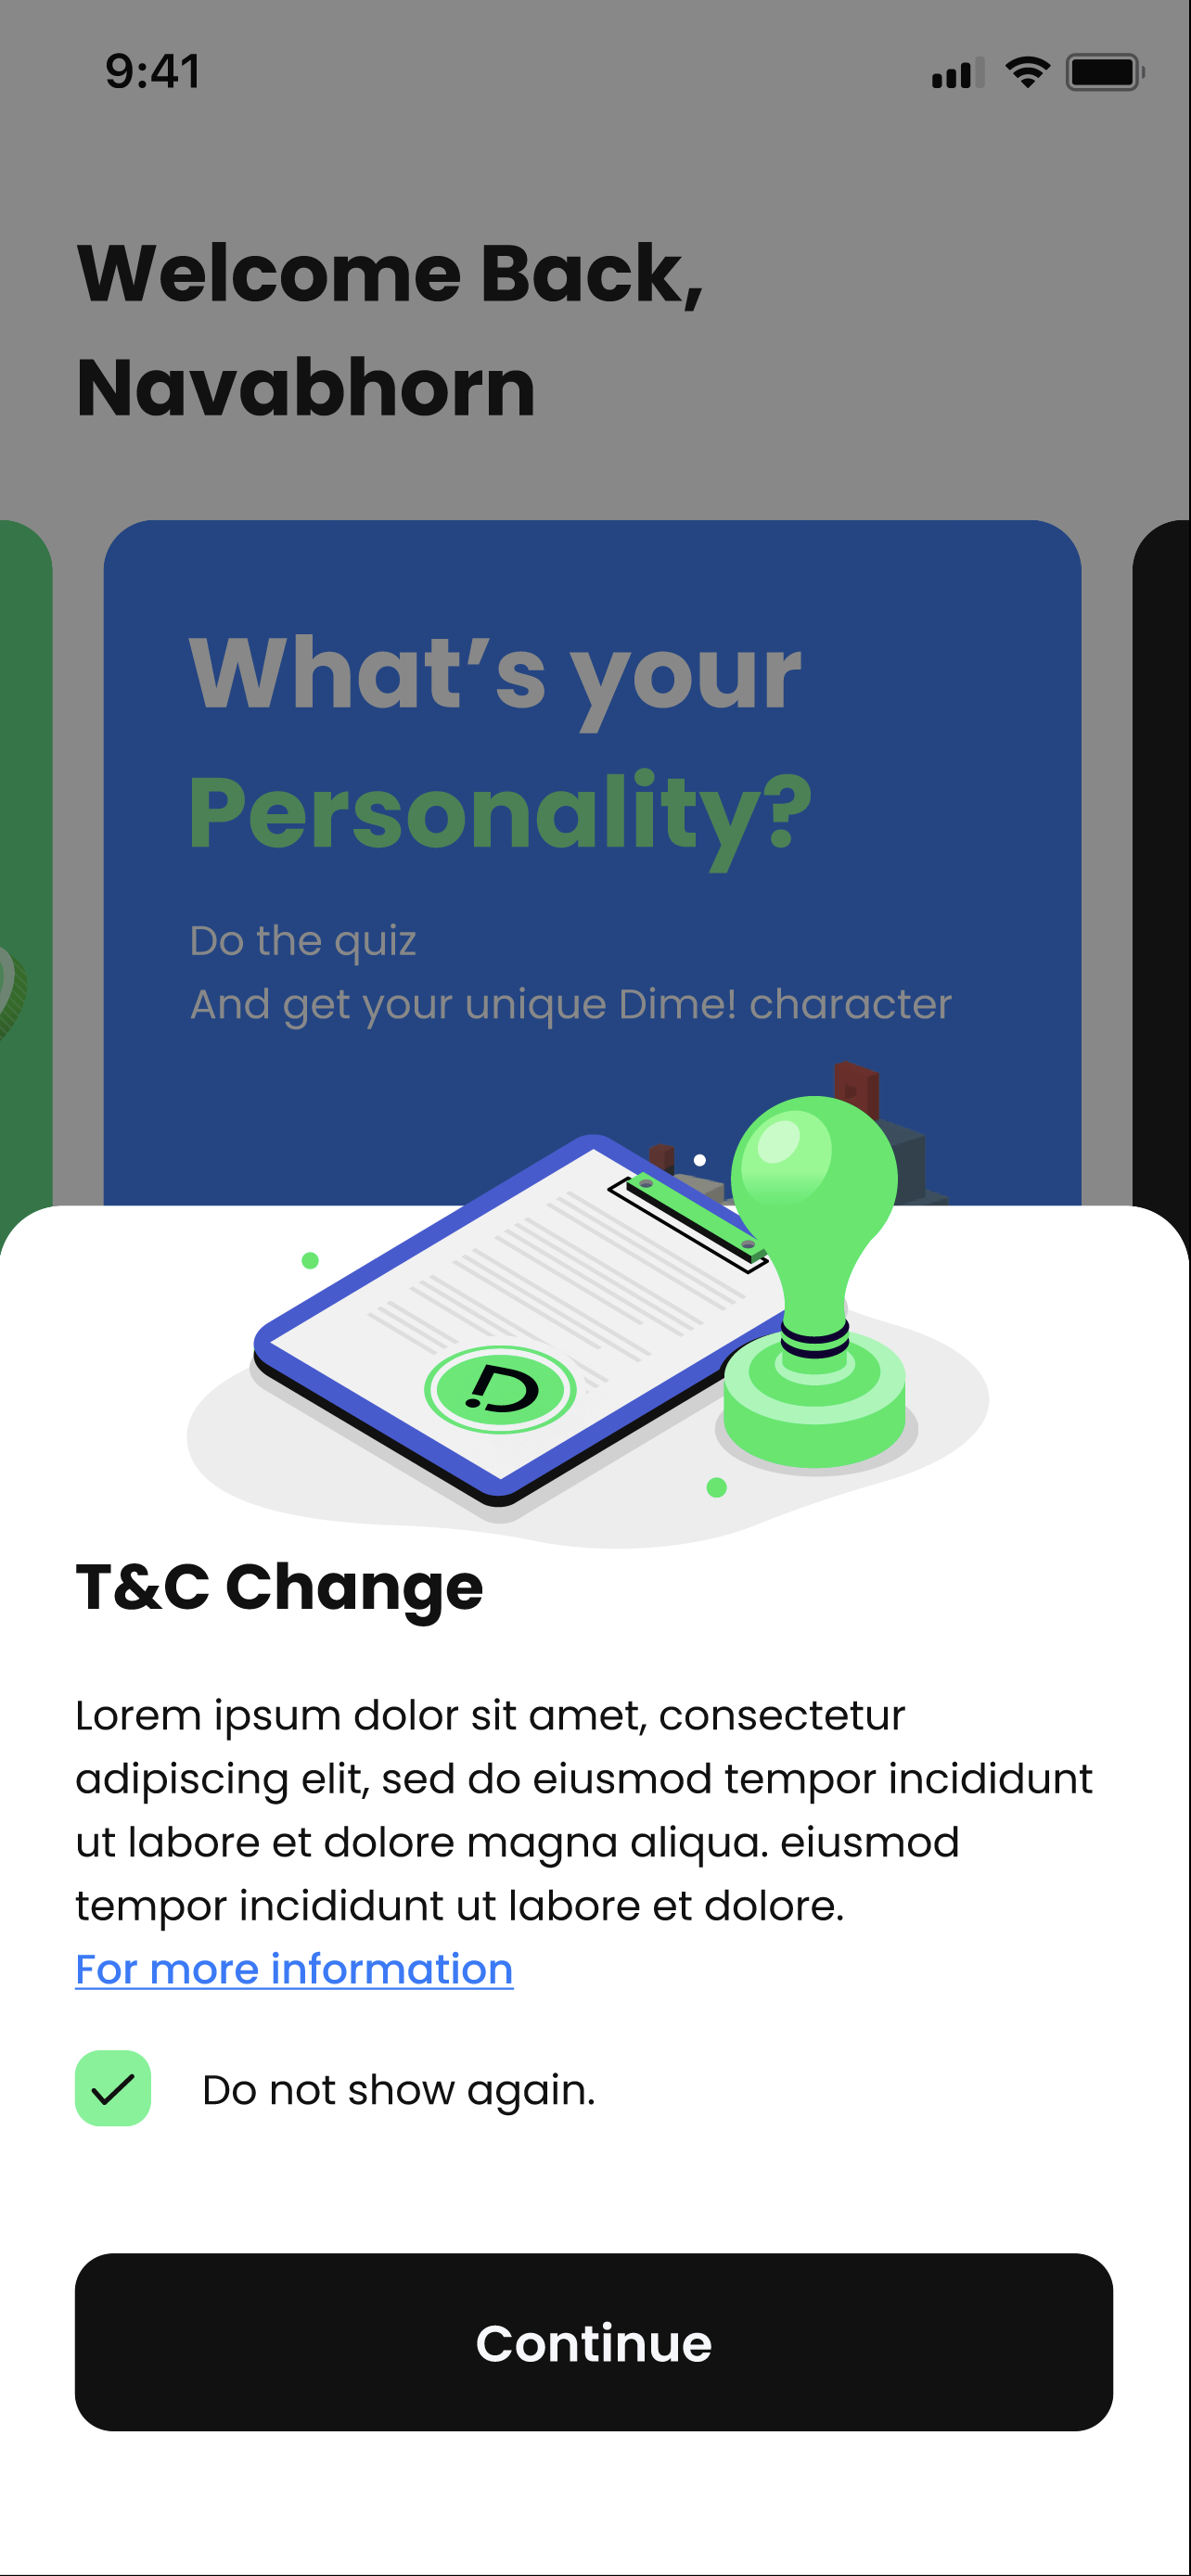 9:41
Welcome Back,
Navabhorn
What’s your
Personality?
Do the quiz
And get your unique Dime! character
T&C Change
Lorem ipsum dolor sit amet, consectetur
adipiscing elit, sed do eiusmod tempor incididunt
ut labore et dolore magna aliqua. eiusmod
tempor incididunt ut labore et dolore.
For more information
Do not show again.
Continue